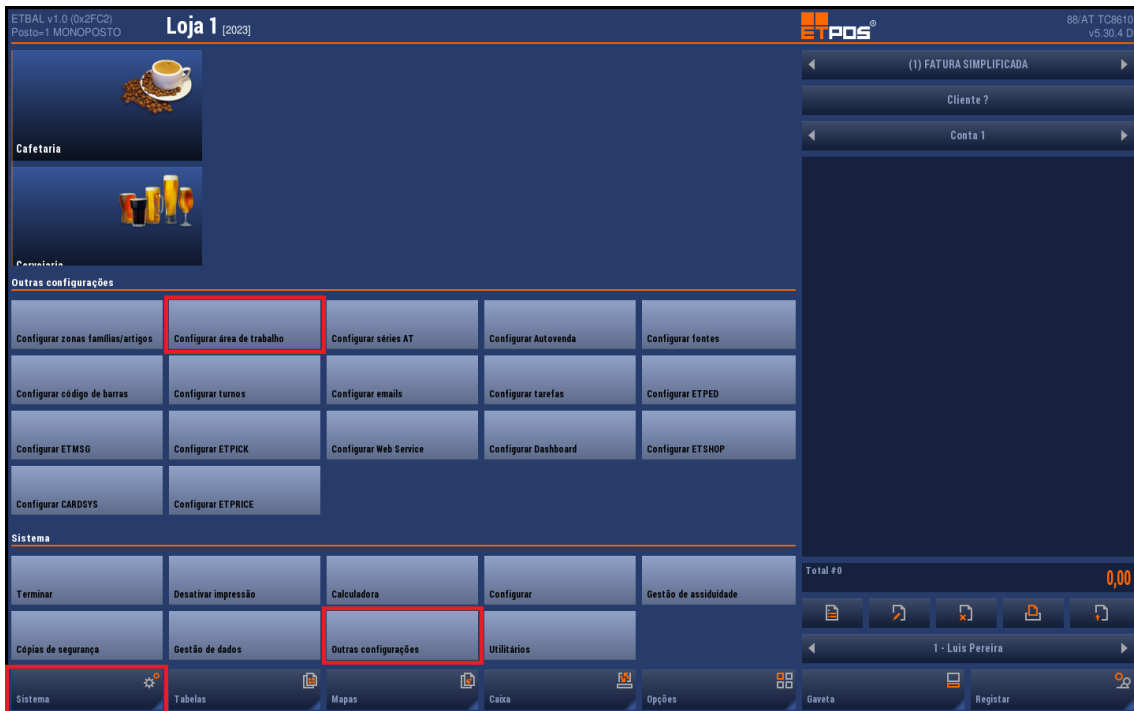 ETBAL v1.0 (0x2FC2)
Posto=1 MONOPOSTO
Loja 1 [2023]
ETPOS®
88/AT TC8610
v5.30.4 D
(1) FATURA SIMPLIFICADA
Cliente ?
Conta 1
Cafetaria
Cervejaria
Outras configurações
Configurar zonas famílias/artigos
Configurar área de trabalho
Configurar séries AT
Configurar Autovenda
Configurar fontes
Configurar código de barras
Configurar turnos
Configurar emails
Configurar tarefas
Configurar ETPED
Configurar ETMSG
Configurar ETPICK
Configurar Web Service
Configurar Dashboard
Configurar ETSHOP
Configurar CARDSYS
Configurar ETPRICE
Sistema
Terminar
Desativar impressão
Calculadora
Configurar
Gestão de assiduidade
Cópias de segurança
Gestão de dados
Outras configurações
Utilitários
Total #0
0,00
1 - Luis Pereira
Sistema
Tabelas
Mapas
Caixa
Opções
Gaveta
Registar